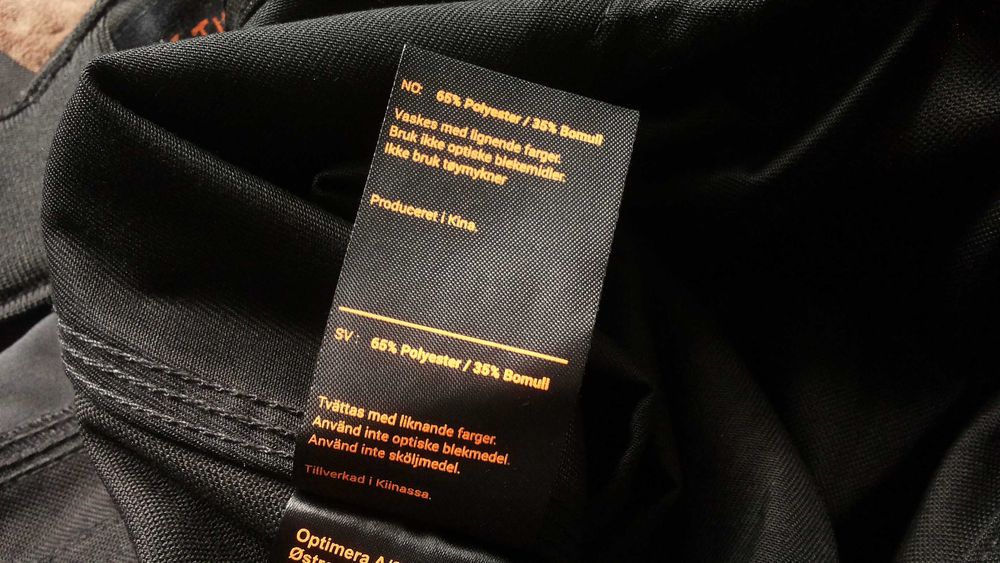 NO: 65% Polyester / 35% Bomull
Vaskes med lignende farger.
Bruk ikke optiske blekemidler.
Ikke bruk tøymykner
Produceret i Kina.
SV : 65% Polyester / 35% Bomull
Tvättas med liknande farger.
Använd inte optiske blekmedel.
Använd inte sköljmedel.
Tillverkad i Kiinassa.
Optimera